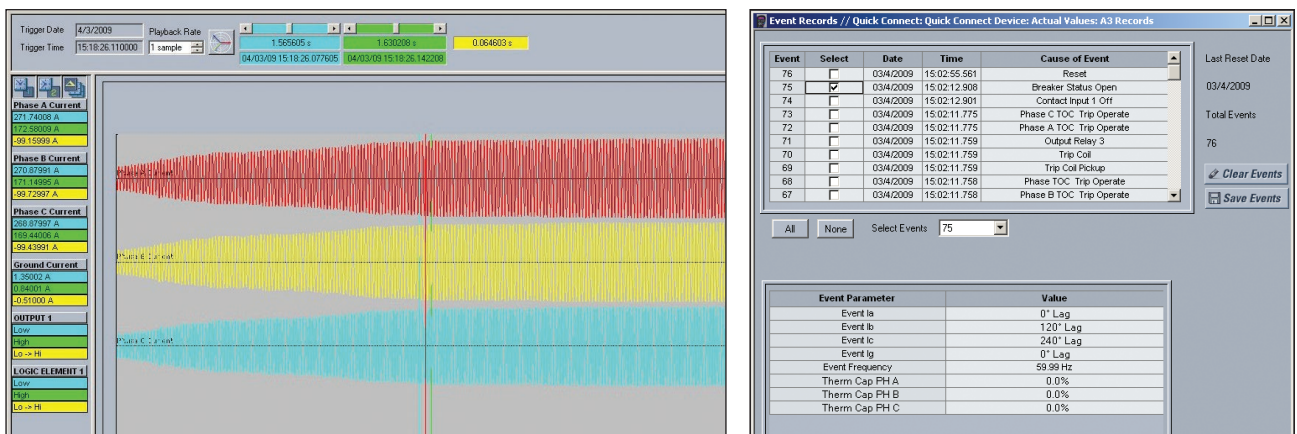 Trigger Date 4/3/2009
Trigger Time 15:18:26.110000
Playback Rate
1 sample
1.565605 s 1.630208 s 0.064603 s
04/03/09 15:18:26.077605 04/03/09 15:18:26.142208
Phase A Current
271.74008 A
172.58009 A
-99.15999 A
Phase B Current
270.87991 A
171.14995 A
-99.72997 A
Phase C Current
268.87997 A
169.44006 A
-99.43991 A
Ground Current
1.35002 A
0.84001 A
-0.51000 A
OUTPUT 1
Low
High
Lo -> Hi
LOGIC ELEMENT 1
Low
High
Lo -> Hi
Phase A Current
Phase B Current
Phase C Current
Event Records // Quick Connect: Quick Connect Device: Actual Values: A3 Records
Event Select Date Time Cause of Event
76 03/4/2009 15:02:55.561 Reset
75 03/4/2009 15:02:12.908 Breaker Status Open
74 03/4/2009 15:02:12.901 Contact Input 1 Off
73 03/4/2009 15:02:11.775 Phase C TOC Trip Operate
72 03/4/2009 15:02:11.775 Phase A TOC Trip Operate
71 03/4/2009 15:02:11.759 Output Relay 3
70 03/4/2009 15:02:11.759 Trip Coil
69 03/4/2009 15:02:11.759 Trip Coil Pickup
68 03/4/2009 15:02:11.758 Phase TOC Trip Operate
67 03/4/2009 15:02:11.758 Phase B TOC Trip Operate
Last Reset Date
03/4/2009
Total Events
76
Clear Events
Save Events
All None Select Events 75
Event Parameter Value
Event Ia 0° Lag
Event Ib 120° Lag
Event Ic 240° Lag
Event Ig 0° Lag
Event Frequency 59.99 Hz
Therm Cap PH A 0.0%
Therm Cap PH B 0.0%
Therm Cap PH C 0.0%